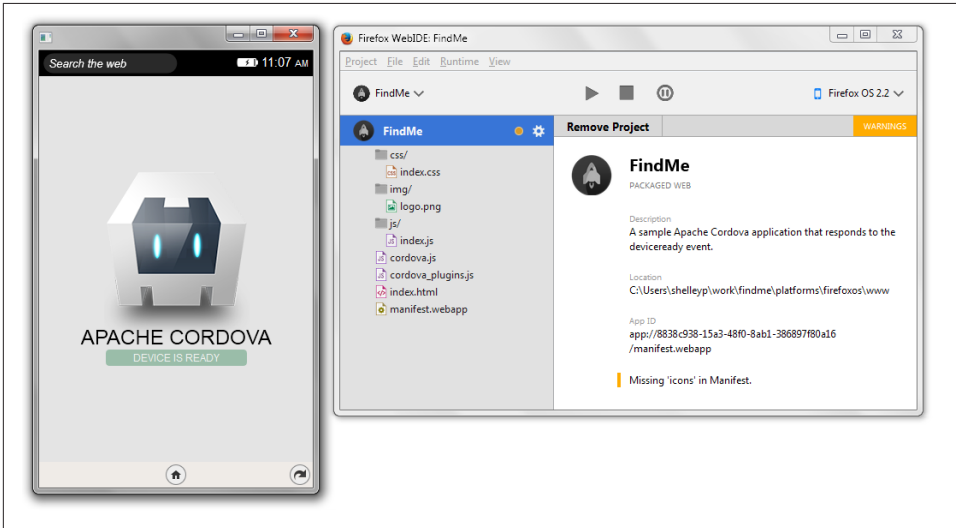 Search the web
11:07 AM
APACHE CORDOVA
DEVICE IS READY
Firefox WebIDE: FindMe
Project File Edit Runtime View
FindMe
Firefox OS 2.2
FindMe
css/
index.css
img/
logo.png
js/
index.js
cordova.js
cordova_plugins.js
index.html
manifest.webapp
Remove Project
WARNINGS
FindMe
PACKAGED WEB
Description
A sample Apache Cordova application that responds to the
deviceready event.
Location
C:\Users\shelleyp\work\findme\platforms\firefoxos\www
App ID
app://8838c938-15a3-48f0-8ab1-386897f80a16
/manifest.webapp
Missing 'icons' in Manifest.